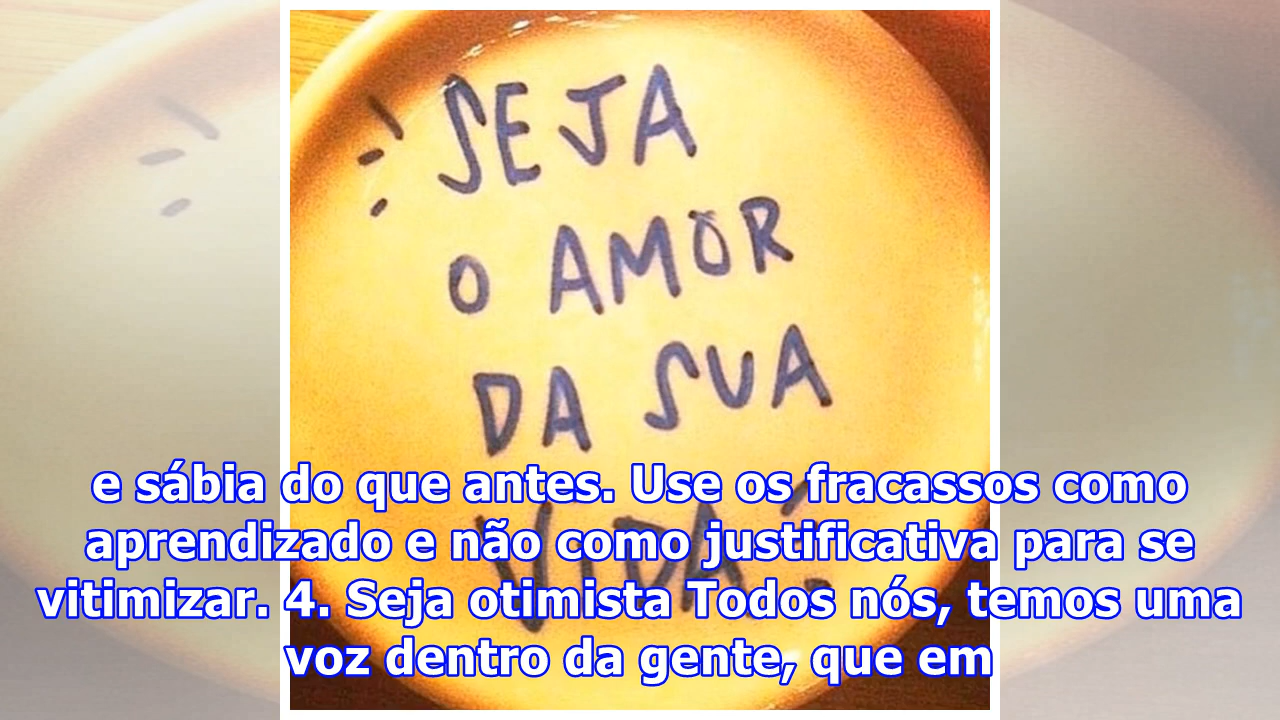 SEJA
O AMOR
DA SUA
VIDA!
e sábia do que antes. Use os fracassos como
aprendizado e não como justificativa para se
vitimizar. 4. Seja otimista Todos nós, temos uma
voz dentro da gente, que em